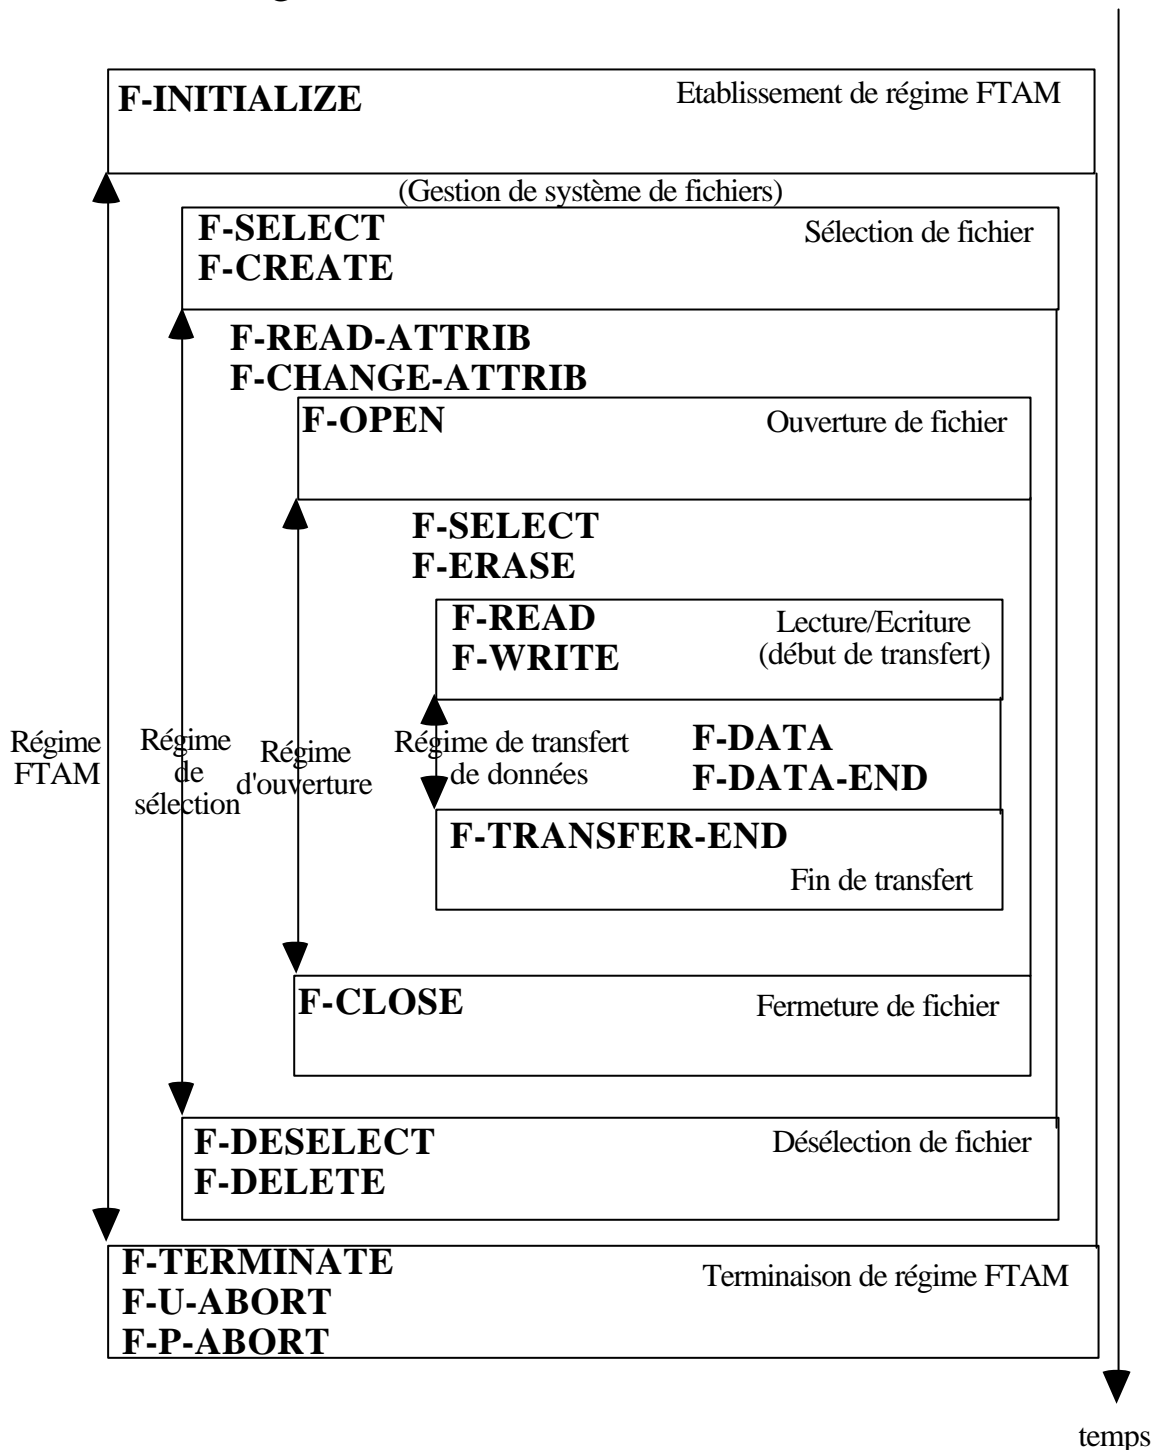 F-INITIALIZE
Etablissement de régime FTAM
(Gestion de système de fichiers)
F-SELECT
Sélection de fichier
F-CREATE
F-READ-ATTRIB
F-CHANGE-ATTRIB
F-OPEN
Ouverture de fichier
F-SELECT
F-ERASE
F-READ
F-WRITE
Lecture/Ecriture
(début de transfert)
Régime
FTAM
Régime
de
sélection
Régime
d'ouverture
Régime de transfert
de données
F-DATA
F-DATA-END
F-TRANSFER-END
Fin de transfert
F-CLOSE
Fermeture de fichier
F-DESELECT
Désélection de fichier
F-DELETE
F-TERMINATE
Terminaison de régime FTAM
F-U-ABORT
F-P-ABORT
temps